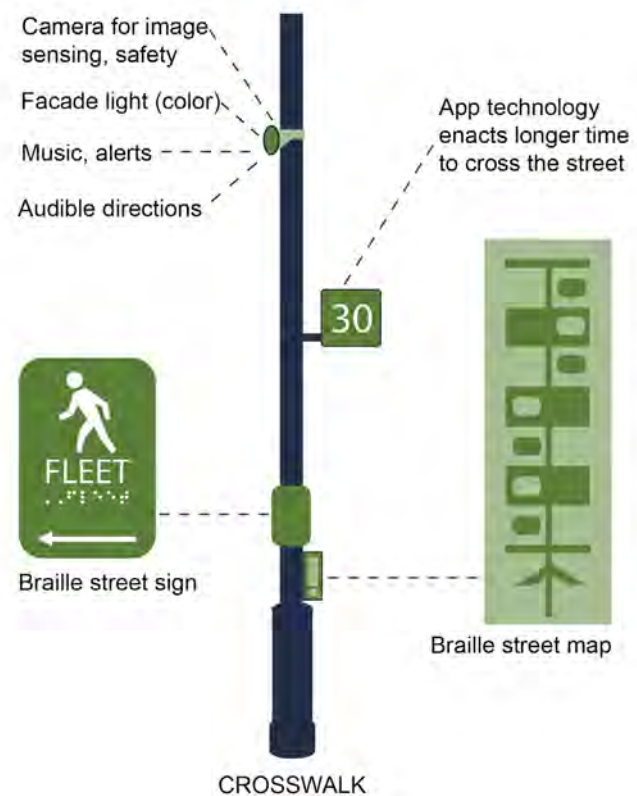 Camera for image
sensing, safety
Facade light (color)
Music, alerts
Audible directions
App technology
enacts longer time
to cross the street
30
FLEET
⠠⠠⠋⠇⠑⠑⠞
Braille street sign
Braille street map
CROSSWALK